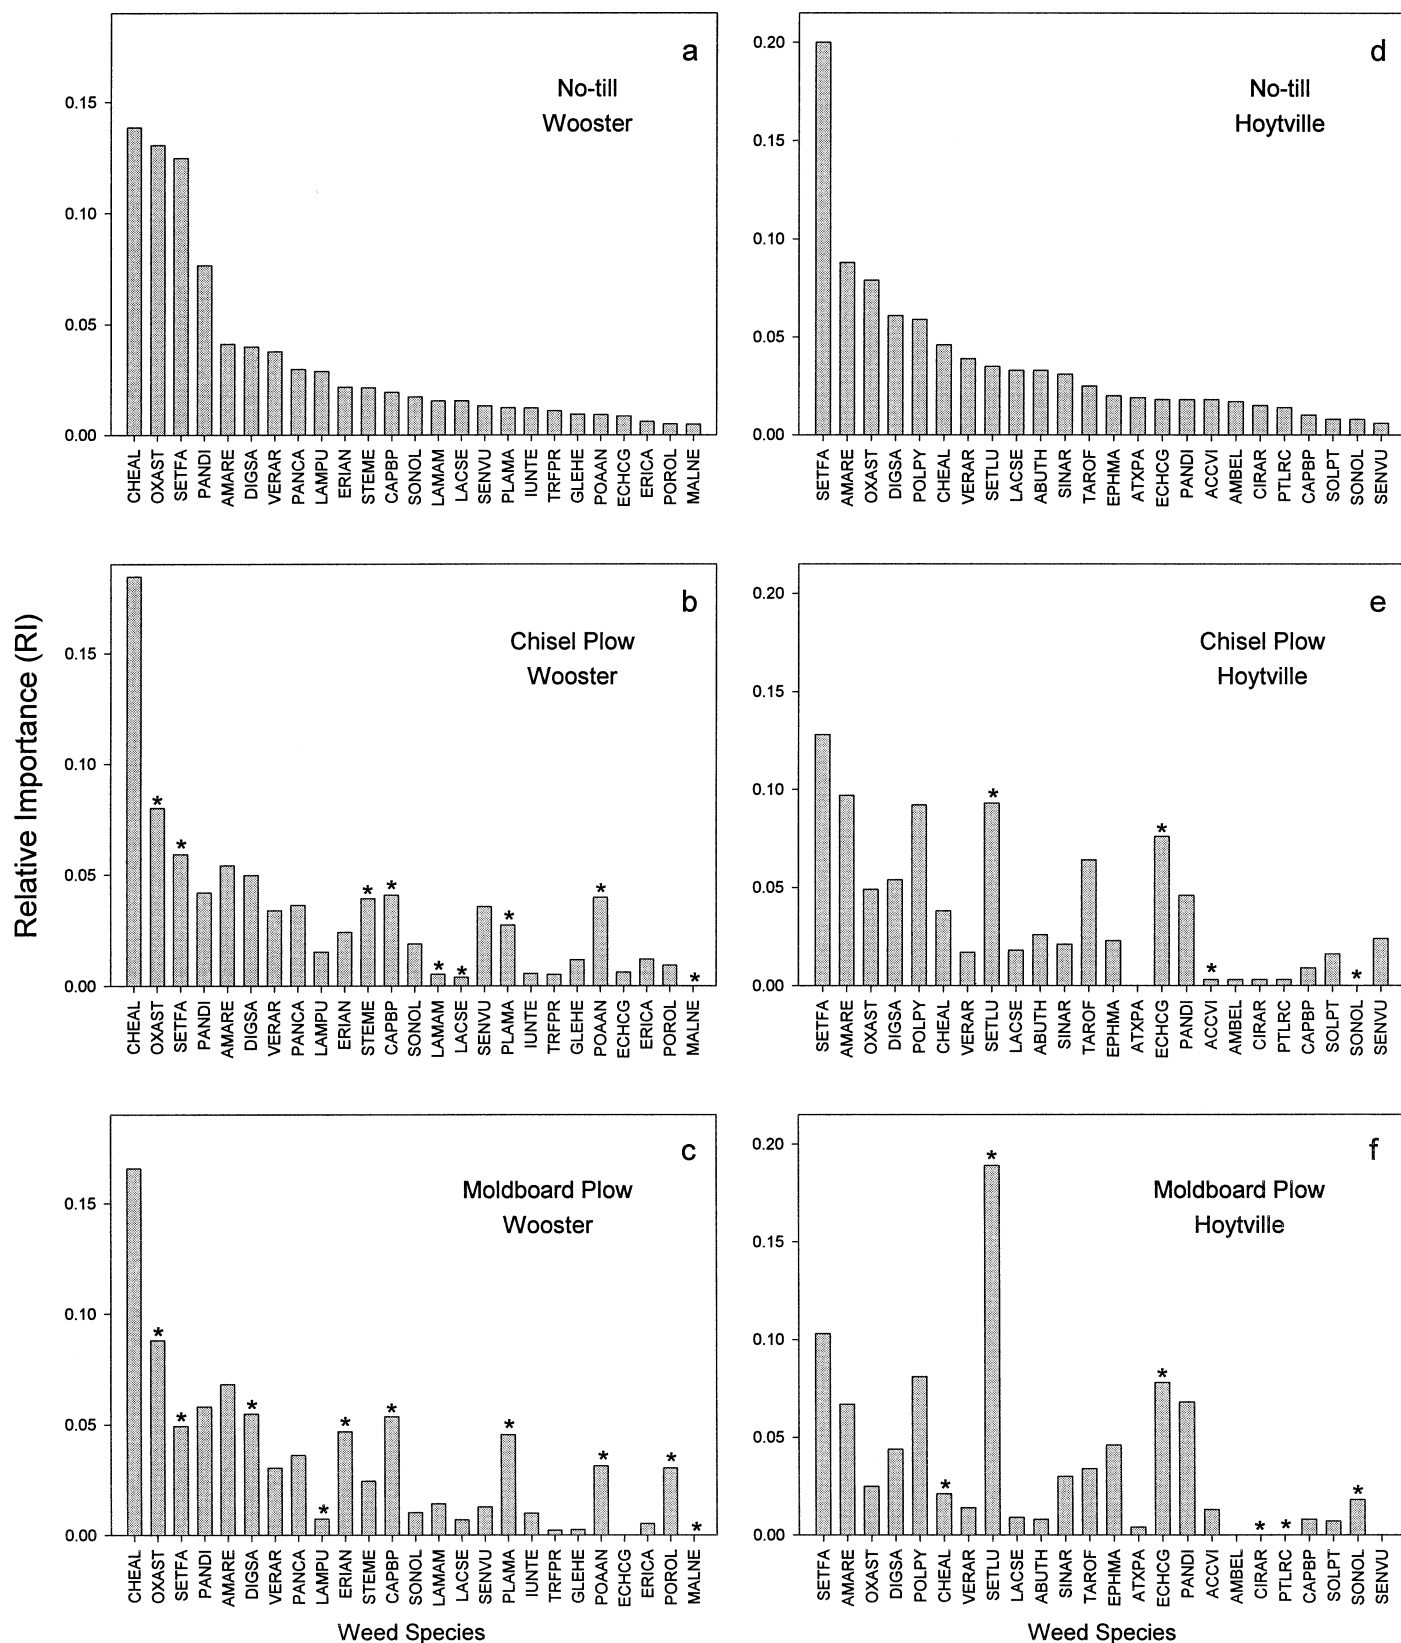 Relative Importance (RI)
a
No-till
Wooster
0.15
0.10
0.05
0.00
CHEAL
OXAST
SETFA
PANDI
AMARE
DIGSA
VERAR
PANCA
LAMPU
ERIAN
STEME
CAPBP
SONOL
LAMAM
LACSE
SENVU
PLAMA
IUNTE
TRFPR
GLEHE
POAAN
ECHCG
ERICA
POROL
MALNE
d
No-till
Hoytville
0.20
0.15
0.10
0.05
0.00
SETFA
AMARE
OXAST
DIGSA
POLPY
CHEAL
VERAR
SETLU
LACSE
ABUTH
SINAR
TAROF
EPHMA
ATXPA
ECHCG
PANDI
ACCVI
AMBEL
CIRAR
PTLRC
CAPBP
SOLPT
SONOL
SENVU
b
Chisel Plow
Wooster
0.15
0.10
0.05
0.00
* * * * * * * * *
CHEAL
OXAST
SETFA
PANDI
AMARE
DIGSA
VERAR
PANCA
LAMPU
ERIAN
STEME
CAPBP
SONOL
LAMAM
LACSE
SENVU
PLAMA
IUNTE
TRFPR
GLEHE
POAAN
ECHCG
ERICA
POROL
MALNE
e
Chisel Plow
Hoytville
0.20
0.15
0.10
0.05
0.00
* * * *
SETFA
AMARE
OXAST
DIGSA
POLPY
CHEAL
VERAR
SETLU
LACSE
ABUTH
SINAR
TAROF
EPHMA
ATXPA
ECHCG
PANDI
ACCVI
AMBEL
CIRAR
PTLRC
CAPBP
SOLPT
SONOL
SENVU
c
Moldboard Plow
Wooster
0.15
0.10
0.05
0.00
* * * * * * * * * *
CHEAL
OXAST
SETFA
PANDI
AMARE
DIGSA
VERAR
PANCA
LAMPU
ERIAN
STEME
CAPBP
SONOL
LAMAM
LACSE
SENVU
PLAMA
IUNTE
TRFPR
GLEHE
POAAN
ECHCG
ERICA
POROL
MALNE
Weed Species
f
Moldboard Plow
Hoytville
0.20
0.15
0.10
0.05
0.00
* * * * * *
SETFA
AMARE
OXAST
DIGSA
POLPY
CHEAL
VERAR
SETLU
LACSE
ABUTH
SINAR
TAROF
EPHMA
ATXPA
ECHCG
PANDI
ACCVI
AMBEL
CIRAR
PTLRC
CAPBP
SOLPT
SONOL
SENVU
Weed Species